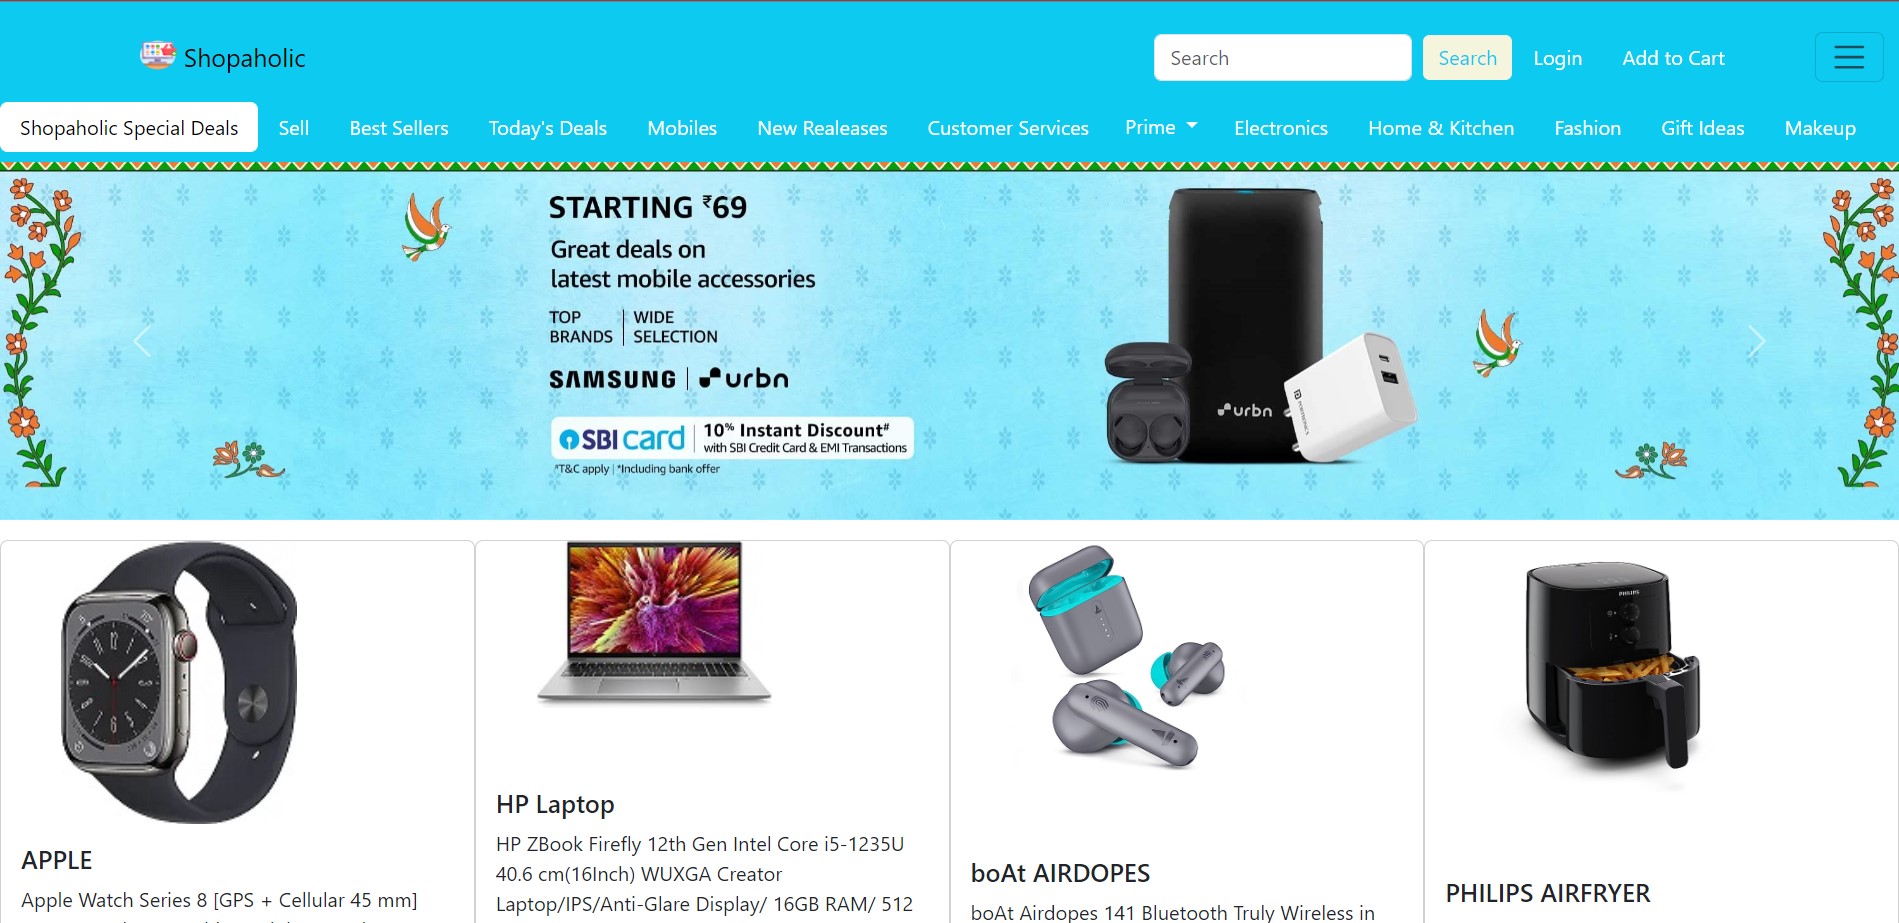 Shopaholic
Search
Search
Login
Add to Cart
Shopaholic Special Deals
Sell
Best Sellers
Today's Deals
Mobiles
New Realeases
Customer Services
Prime
Electronics
Home & Kitchen
Fashion
Gift Ideas
Makeup
STARTING ₹69
Great deals on
latest mobile accessories
TOP BRANDS | WIDE SELECTION
SAMSUNG | urbn
SBI card | 10% Instant Discount#
with SBI Credit Card & EMI Transactions
#T&C apply | *Including bank offer
urbn
PORTRONICS
PHILIPS
APPLE
Apple Watch Series 8 [GPS + Cellular 45 mm]
HP Laptop
HP ZBook Firefly 12th Gen Intel Core i5-1235U
40.6 cm(16Inch) WUXGA Creator
Laptop/IPS/Anti-Glare Display/ 16GB RAM/ 512
boAt AIRDOPES
boAt Airdopes 141 Bluetooth Truly Wireless in
PHILIPS AIRFRYER